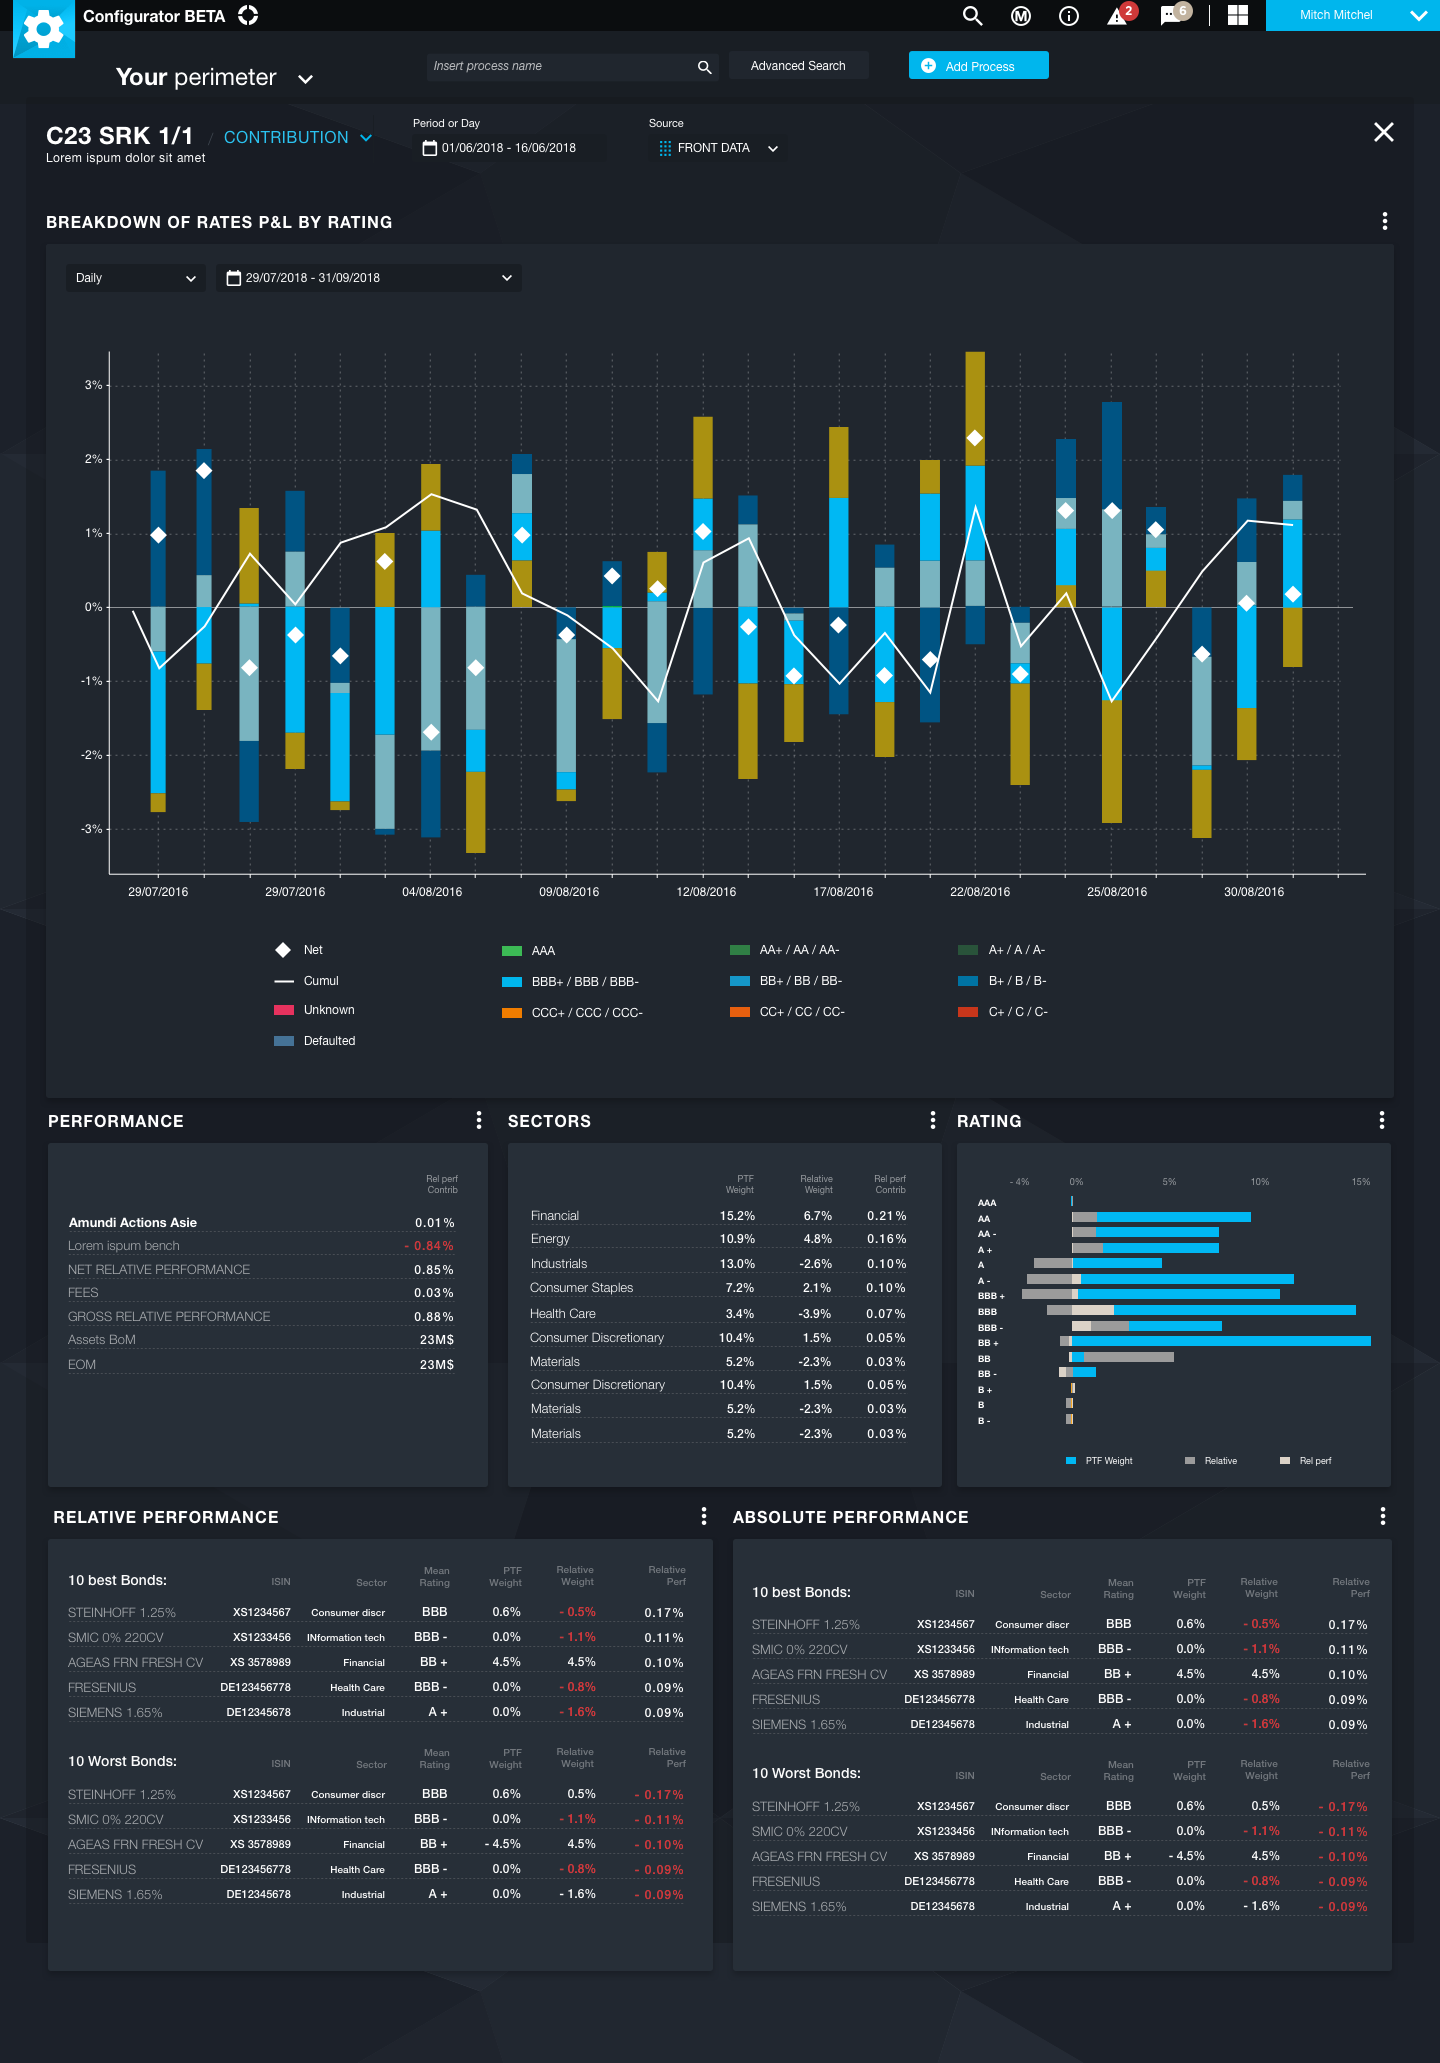 Configurator BETA
M
2
6
Mitch Mitchel
Your perimeter
Insert process name
Advanced Search
Add Process
C23 SRK 1/1 / CONTRIBUTION
Lorem ispum dolor sit amet
Period or Day
01/06/2018 - 16/06/2018
Source
FRONT DATA
BREAKDOWN OF RATES P&L BY RATING
Daily
29/07/2018 - 31/09/2018
3%
2%
1%
0%
-1%
-2%
-3%
29/07/2016 29/07/2016 04/08/2016 09/08/2016 12/08/2016 17/08/2016 22/08/2016 25/08/2016 30/08/2016
Net AAA AA+ / AA / AA- A+ / A / A-
Cumul BBB+ / BBB / BBB- BB+ / BB / BB- B+ / B / B-
Unknown CCC+ / CCC / CCC- CC+ / CC / CC- C+ / C / C-
Defaulted
PERFORMANCE
Rel perf
Contrib
Amundi Actions Asie 0.01%
Lorem ispum bench - 0.84%
NET RELATIVE PERFORMANCE 0.85%
FEES 0.03%
GROSS RELATIVE PERFORMANCE 0.88%
Assets BoM 23M$
EOM 23M$
SECTORS
PTF Relative Rel perf
Weight Weight Contrib
Financial 15.2% 6.7% 0.21%
Energy 10.9% 4.8% 0.16%
Industrials 13.0% -2.6% 0.10%
Consumer Staples 7.2% 2.1% 0.10%
Health Care 3.4% -3.9% 0.07%
Consumer Discretionary 10.4% 1.5% 0.05%
Materials 5.2% -2.3% 0.03%
Consumer Discretionary 10.4% 1.5% 0.05%
Materials 5.2% -2.3% 0.03%
Materials 5.2% -2.3% 0.03%
RATING
- 4% 0% 5% 10% 15%
AAA
AA
AA -
A +
A
A -
BBB +
BBB
BBB -
BB +
BB
BB -
B +
B
B -
PTF Weight Relative Rel perf
RELATIVE PERFORMANCE
Mean PTF Relative Relative
10 best Bonds: ISIN Sector Rating Weight Weight Perf
STEINHOFF 1.25% XS1234567 Consumer discr BBB 0.6% - 0.5% 0.17%
SMIC 0% 220CV XS1233456 INformation tech BBB - 0.0% - 1.1% 0.11%
AGEAS FRN FRESH CV XS 3578989 Financial BB + 4.5% 4.5% 0.10%
FRESENIUS DE123456778 Health Care BBB - 0.0% - 0.8% 0.09%
SIEMENS 1.65% DE12345678 Industrial A + 0.0% - 1.6% 0.09%
Mean PTF Relative Relative
10 Worst Bonds: ISIN Sector Rating Weight Weight Perf
STEINHOFF 1.25% XS1234567 Consumer discr BBB 0.6% 0.5% - 0.17%
SMIC 0% 220CV XS1233456 INformation tech BBB - 0.0% - 1.1% - 0.11%
AGEAS FRN FRESH CV XS 3578989 Financial BB + - 4.5% 4.5% - 0.10%
FRESENIUS DE123456778 Health Care BBB - 0.0% - 0.8% - 0.09%
SIEMENS 1.65% DE12345678 Industrial A + 0.0% - 1.6% - 0.09%
ABSOLUTE PERFORMANCE
Mean PTF Relative Relative
10 best Bonds: ISIN Sector Rating Weight Weight Perf
STEINHOFF 1.25% XS1234567 Consumer discr BBB 0.6% - 0.5% 0.17%
SMIC 0% 220CV XS1233456 INformation tech BBB - 0.0% - 1.1% 0.11%
AGEAS FRN FRESH CV XS 3578989 Financial BB + 4.5% 4.5% 0.10%
FRESENIUS DE123456778 Health Care BBB - 0.0% - 0.8% 0.09%
SIEMENS 1.65% DE12345678 Industrial A + 0.0% - 1.6% 0.09%
Mean PTF Relative Relative
10 Worst Bonds: ISIN Sector Rating Weight Weight Perf
STEINHOFF 1.25% XS1234567 Consumer discr BBB 0.6% 0.5% - 0.17%
SMIC 0% 220CV XS1233456 INformation tech BBB - 0.0% - 1.1% - 0.11%
AGEAS FRN FRESH CV XS 3578989 Financial BB + - 4.5% 4.5% - 0.10%
FRESENIUS DE123456778 Health Care BBB - 0.0% - 0.8% - 0.09%
SIEMENS 1.65% DE12345678 Industrial A + 0.0% - 1.6% - 0.09%